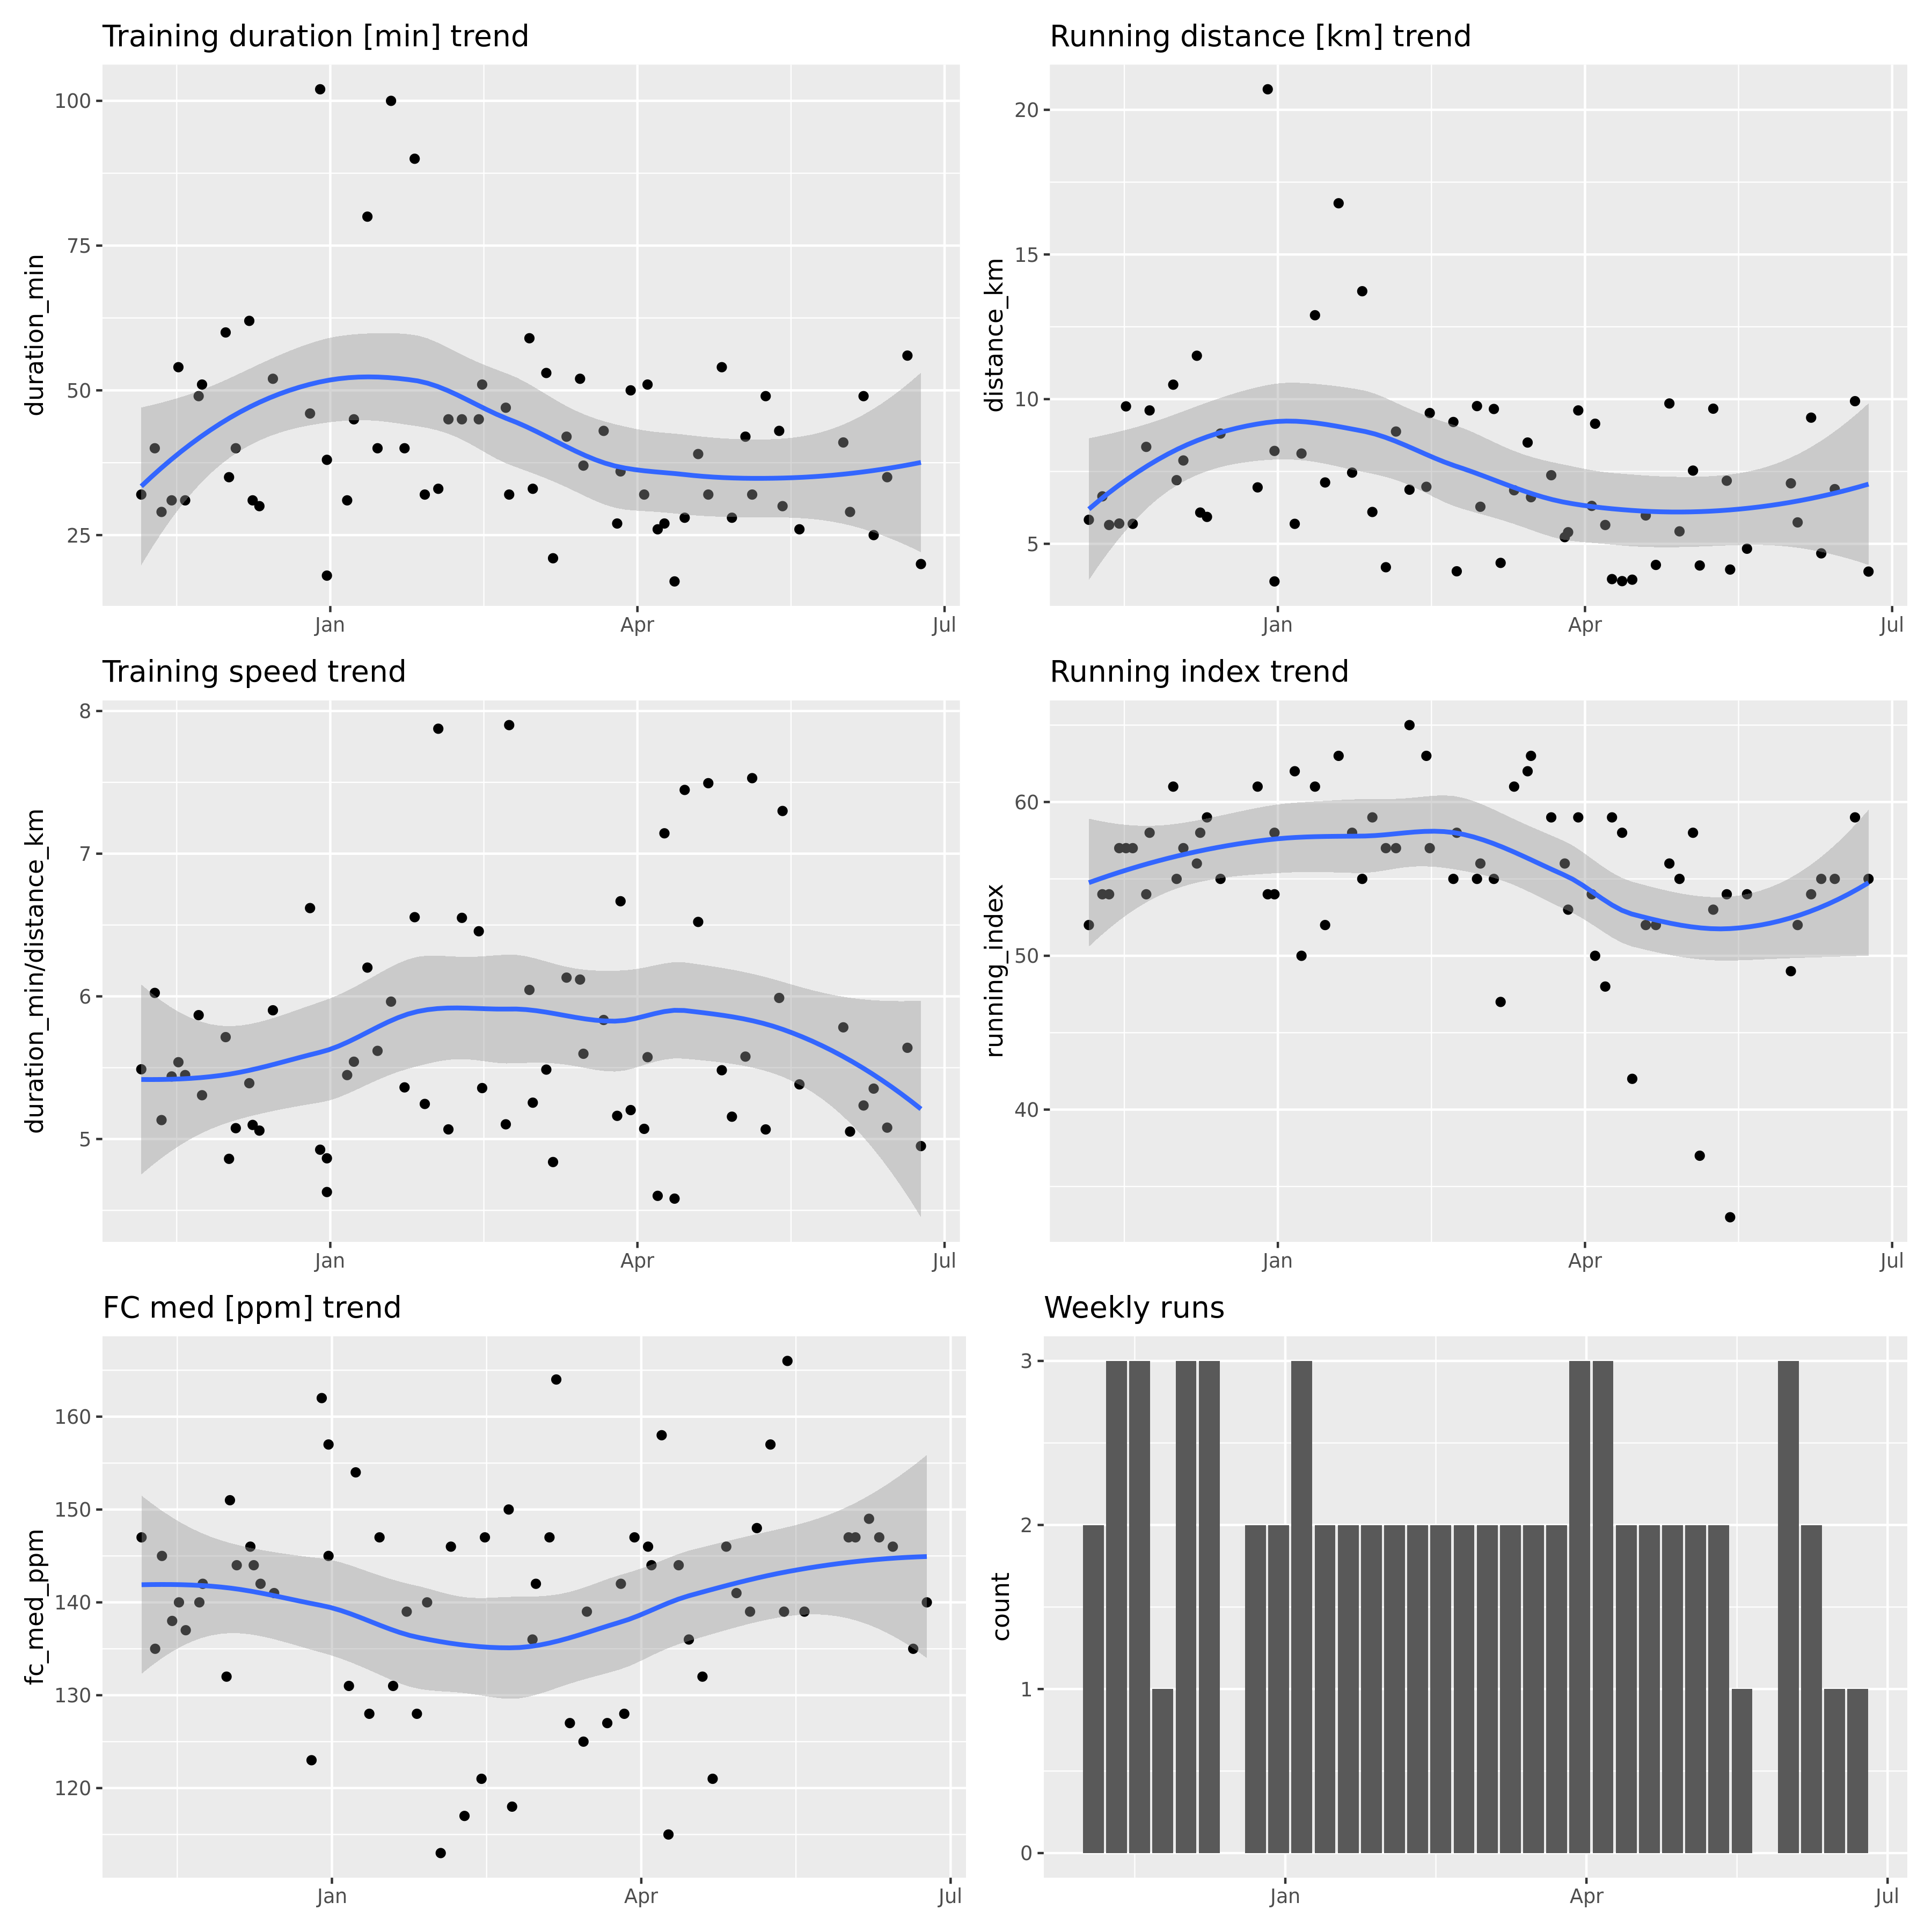 Training duration [min] trend
duration_min
100
75
50
25
Jan Apr Jul
Running distance [km] trend
distance_km
20
15
10
5
Jan Apr Jul
Training speed trend
duration_min/distance_km
8
7
6
5
Jan Apr Jul
Running index trend
running_index
60
50
40
Jan Apr Jul
FC med [ppm] trend
fc_med_ppm
160
150
140
130
120
Jan Apr Jul
Weekly runs
count
3
2
1
0
Jan Apr Jul